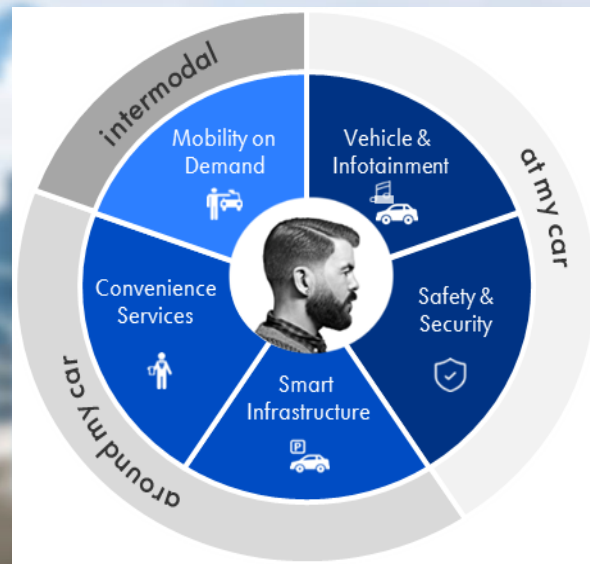 intermodal
Mobility on
Demand
Vehicle &
Infotainment
at my car
Convenience
Services
Safety &
Security
Smart
Infrastructure
P
around my car